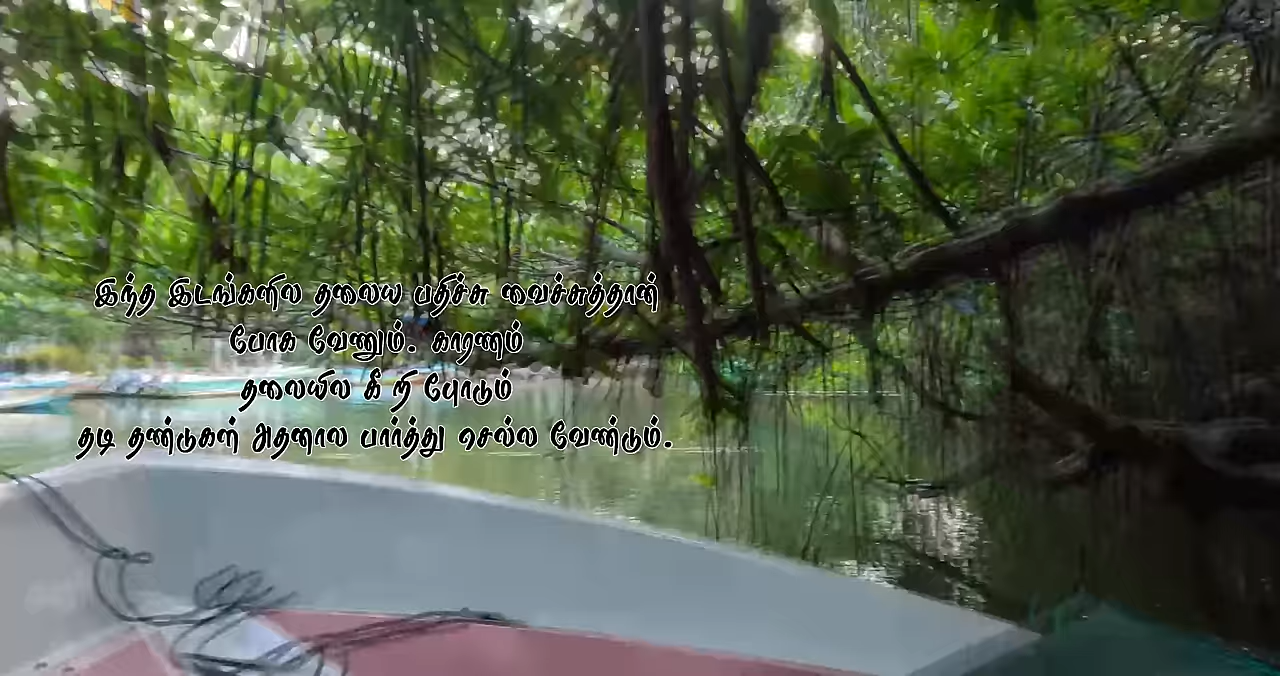 இந்த இடங்களில தலைய பதிச்சு வைச்சுத்தான்
போக வேணும். காரணம்
தலையில கீ றி போடும்
தடி தண்டுகள் அதனால பார்த்து செல்ல வேண்டும்.